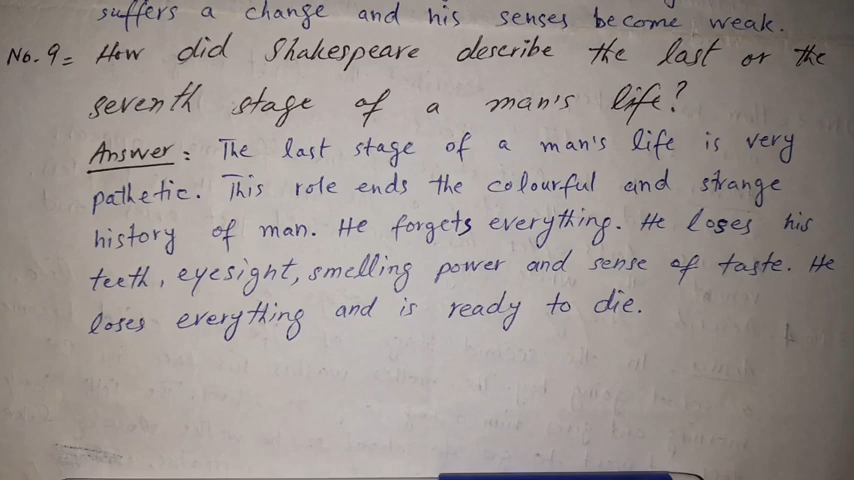 suffers a change and his senses become weak.
No. 9 = How did Shakespeare describe the last or the
seventh stage of a man's life?
Answer : The last stage of a man's life is very
pathetic. This role ends the colourful and strange
history of man. He forgets everything. He loses his
teeth, eyesight, smelling power and sense of taste. He
loses everything and is ready to die.